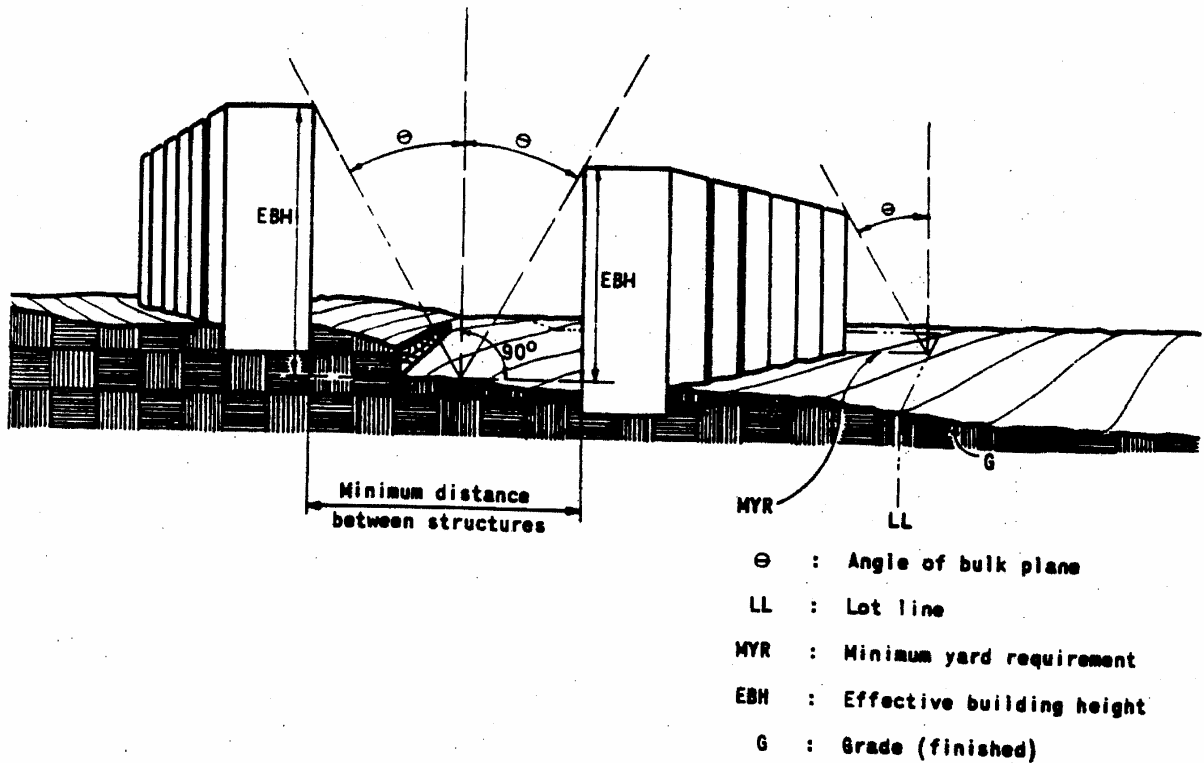 Ө
Ө
Ө
EBH
EBH
90°
Minimum distance
between structures
MYR
LL
G
Ө : Angle of bulk plane
LL : Lot line
MYR : Minimum yard requirement
EBH : Effective building height
G : Grade (finished)